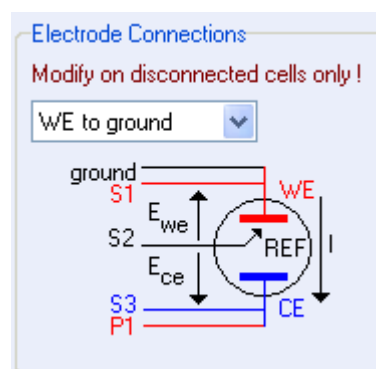 Electrode Connections
Modify on disconnected cells only !
WE to ground
ground
S1
WE
Ewe
S2
REF
I
Ece
S3
CE
P1